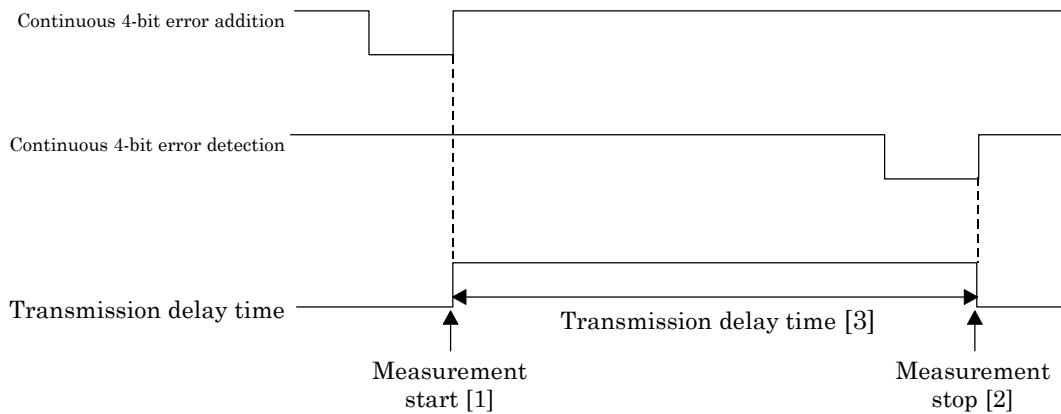 Continuous 4-bit error addition
Continuous 4-bit error detection
Transmission delay time
Transmission delay time [3]
Measurement
start [1]
Measurement
stop [2]